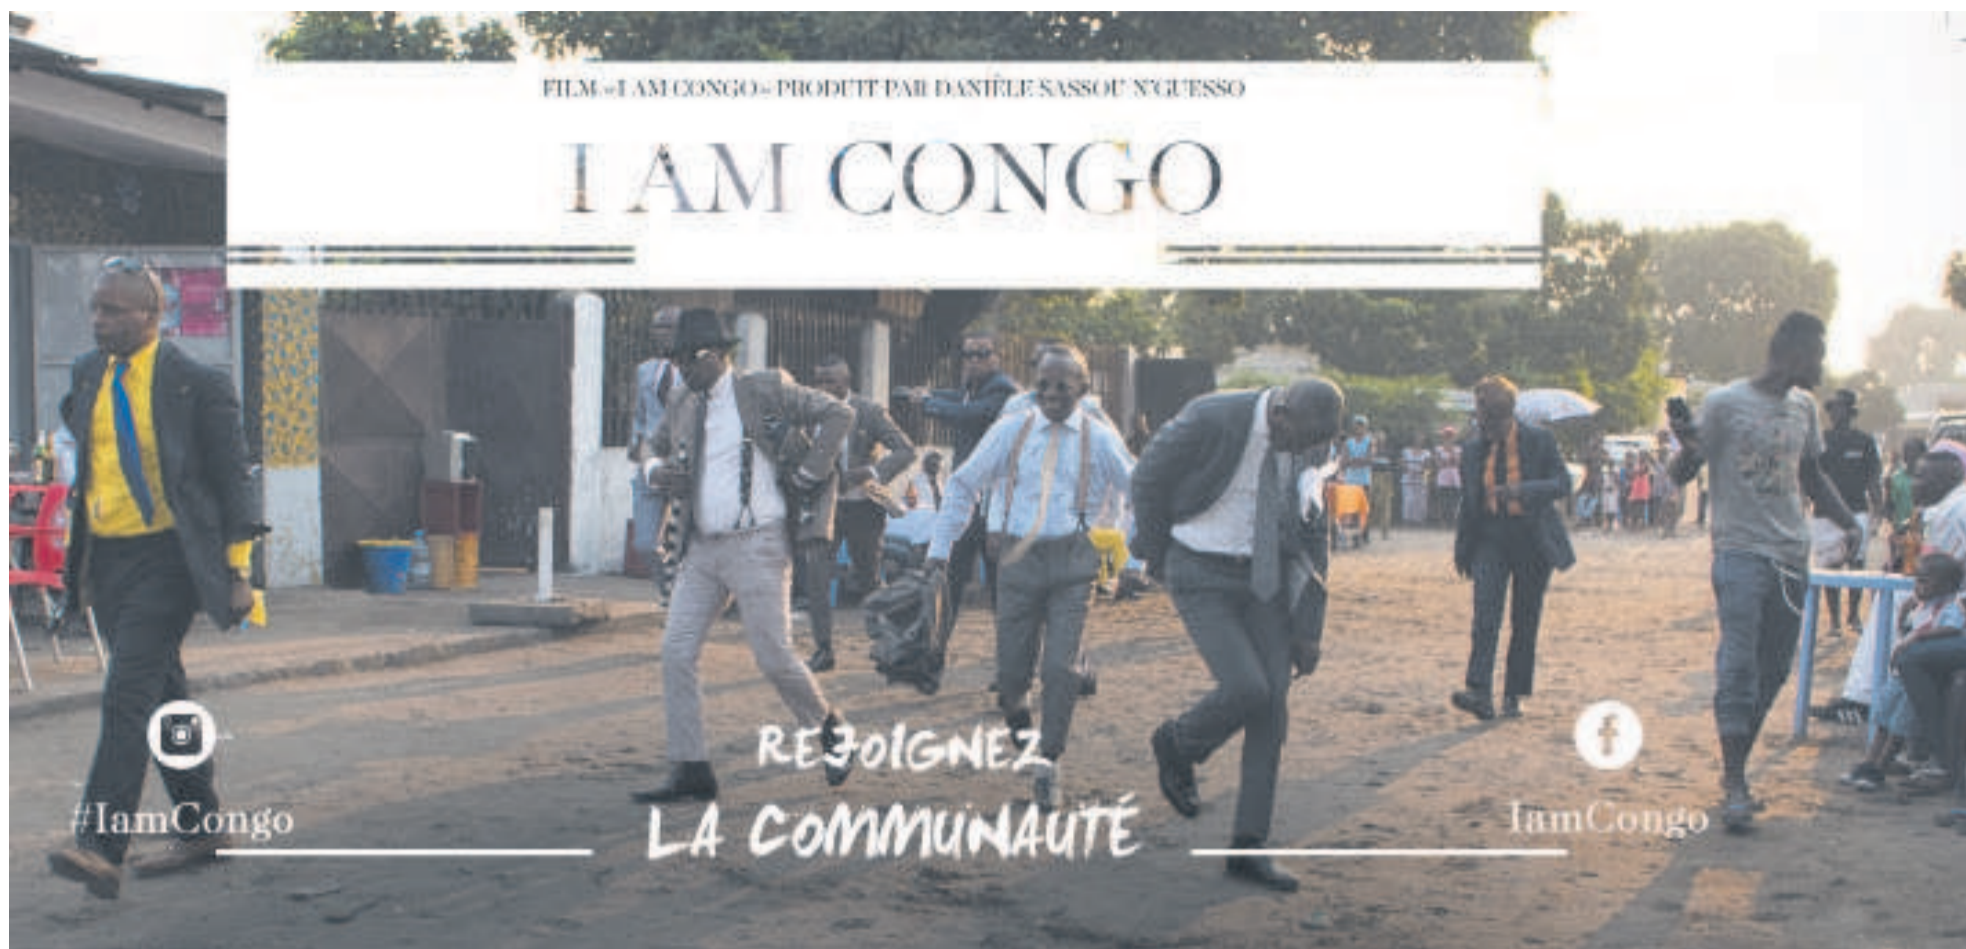 FILM «I AM CONGO» PRODUIT PAR DANIÈLE SASSOU N'GUESSO
I AM CONGO
REJOIGNEZ
LA COMMUNAUTÉ
#IamCongo
IamCongo